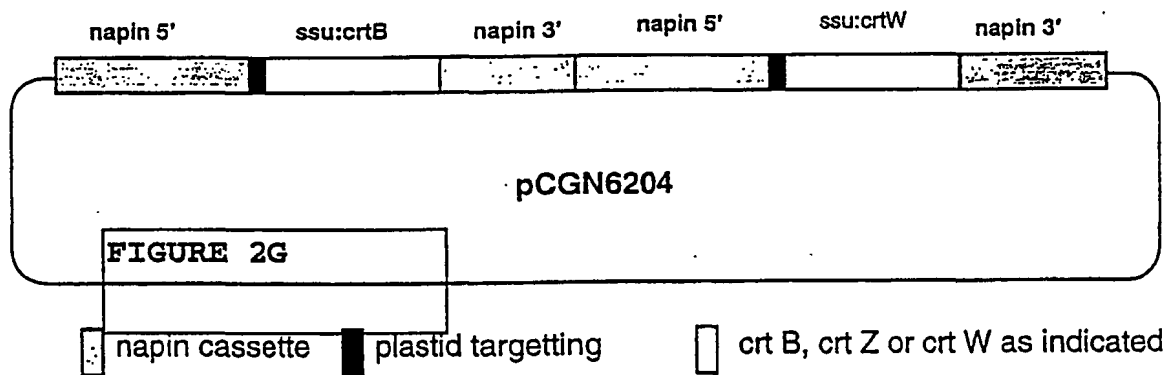 napin 5' ssu:crtB napin 3' napin 5' ssu:crtW napin 3'
pCGN6204
FIGURE 2G
napin cassette plastid targetting crt B, crt Z or crt W as indicated